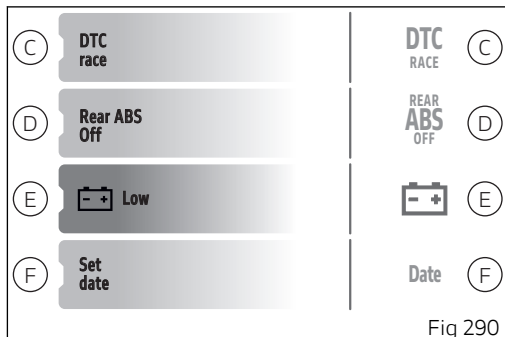 C
DTC
race
DTC
RACE
C
D
Rear ABS
Off
REAR
ABS
OFF
D
E
- +
Low
- +
E
F
Set
date
Date
F
Fig 290